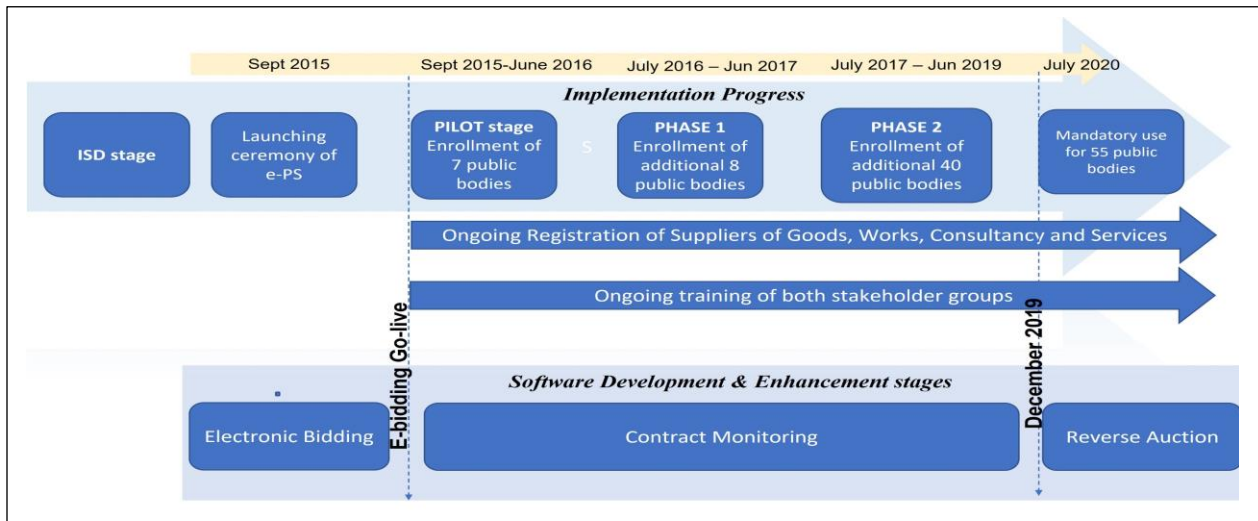 Sept 2015
Sept 2015-June 2016
July 2016 – Jun 2017
July 2017 – Jun 2019
July 2020
Implementation Progress
ISD stage
Launching
ceremony of
e-PS
PILOT stage
Enrollment of
7 public
bodies
S
PHASE 1
Enrollment of
additional 8
public bodies
PHASE 2
Enrollment of
additional 40
public bodies
Mandatory use
for 55 public
bodies
Ongoing Registration of Suppliers of Goods, Works, Consultancy and Services
Ongoing training of both stakeholder groups
E-bidding Go-live
December 2019
Software Development & Enhancement stages
Electronic Bidding
Contract Monitoring
Reverse Auction